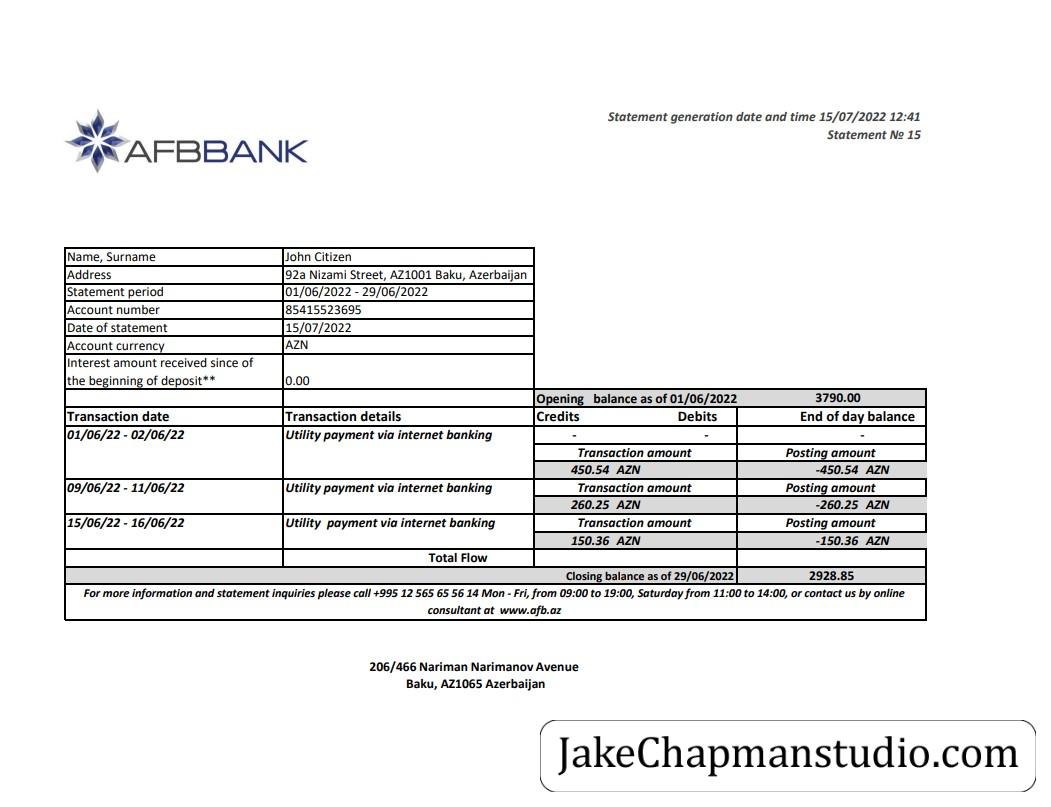 Statement generation date and time 15/07/2022 12:41
Statement № 15
AFBBANK
Name, Surname John Citizen
Address 92a Nizami Street, AZ1001 Baku, Azerbaijan
Statement period 01/06/2022 - 29/06/2022
Account number 85415523695
Date of statement 15/07/2022
Account currency AZN
Interest amount received since of
the beginning of deposit** 0.00
Opening balance as of 01/06/2022 3790.00
Transaction date Transaction details Credits Debits End of day balance
01/06/22 - 02/06/22 Utility payment via internet banking - - -
Transaction amount Posting amount
450.54 AZN -450.54 AZN
09/06/22 - 11/06/22 Utility payment via internet banking Transaction amount Posting amount
260.25 AZN -260.25 AZN
15/06/22 - 16/06/22 Utility payment via internet banking Transaction amount Posting amount
150.36 AZN -150.36 AZN
Total Flow
Closing balance as of 29/06/2022 2928.85
For more information and statement inquiries please call +995 12 565 65 56 14 Mon - Fri, from 09:00 to 19:00, Saturday from 11:00 to 14:00, or contact us by online
consultant at www.afb.az
206/466 Nariman Narimanov Avenue
Baku, AZ1065 Azerbaijan
JakeChapmanstudio.com